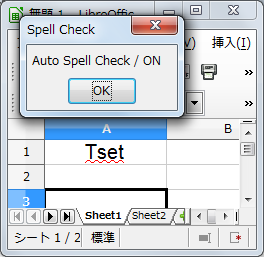 無題 1 - LibreOffic
Spell Check
Auto Spell Check / ON
OK
挿入(I)
A
B
1
Tset
2
3
Sheet1
Sheet2
シート 1 / 2
標準